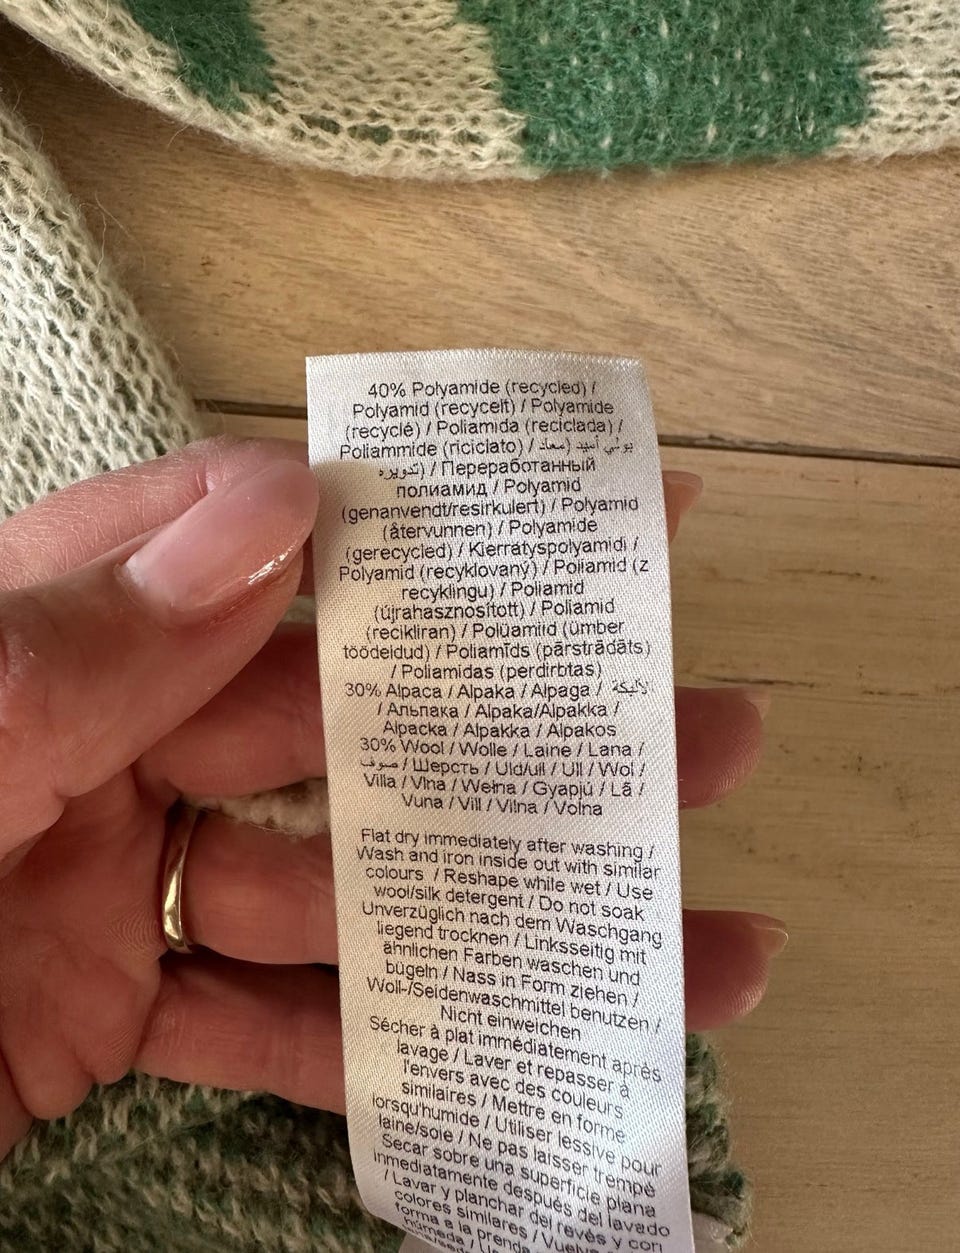 40% Polyamide (recycled) /
Polyamid (recycelt) / Polyamide
(recyclé) / Poliamida (reciclada) /
Poliammide (riciclato) / بولي أميد (معاد
تدويره) / Переработанный
полиамид / Polyamid
(genanvendt/resirkulert) / Polyamid
(återvunnen) / Polyamide
(gerecycled) / Kierrätyspolyamidi /
Polyamid (recyklovaný) / Poliamid (z
recyklingu) / Poliamid
(újrahasznosított) / Poliamid
(recikliran) / Polüamiid (ümber
töödeldud) / Poliamīds (pārstrādāts)
/ Poliamidas (perdirbtas)
30% Alpaca / Alpaka / Alpaga /
/ Альпака / Alpaka/Alpakka /
Alpacka / Alpakka / Alpakos
30% Wool / Wolle / Laine / Lana /
صوف / Шерсть / Uld/ull / Ull / Wol /
Villa / Vlna / Wełna / Gyapjú / Lã /
Vuna / Vill / Vilna / Volna
Flat dry immediately after washing /
Wash and iron inside out with similar
colours / Reshape while wet / Use
wool/silk detergent / Do not soak
Unverzüglich nach dem Waschgang
liegend trocknen / Linksseitig mit
ähnlichen Farben waschen und
bügeln / Nass in Form ziehen /
Woll-/Seidenwaschmittel benutzen /
Nicht einweichen
Sécher à plat immédiatement après
lavage / Laver et repasser à
l'envers avec des couleurs
similaires / Mettre en forme
lorsqu'humide / Utiliser lessive pour
laine/soie / Ne pas laisser trempé
Secar sobre una superficie plana
inmediatamente después del lavado
/ Lavar y planchar del revés y con
colores similares / Vuelva
forma a la prenda
húmeda /